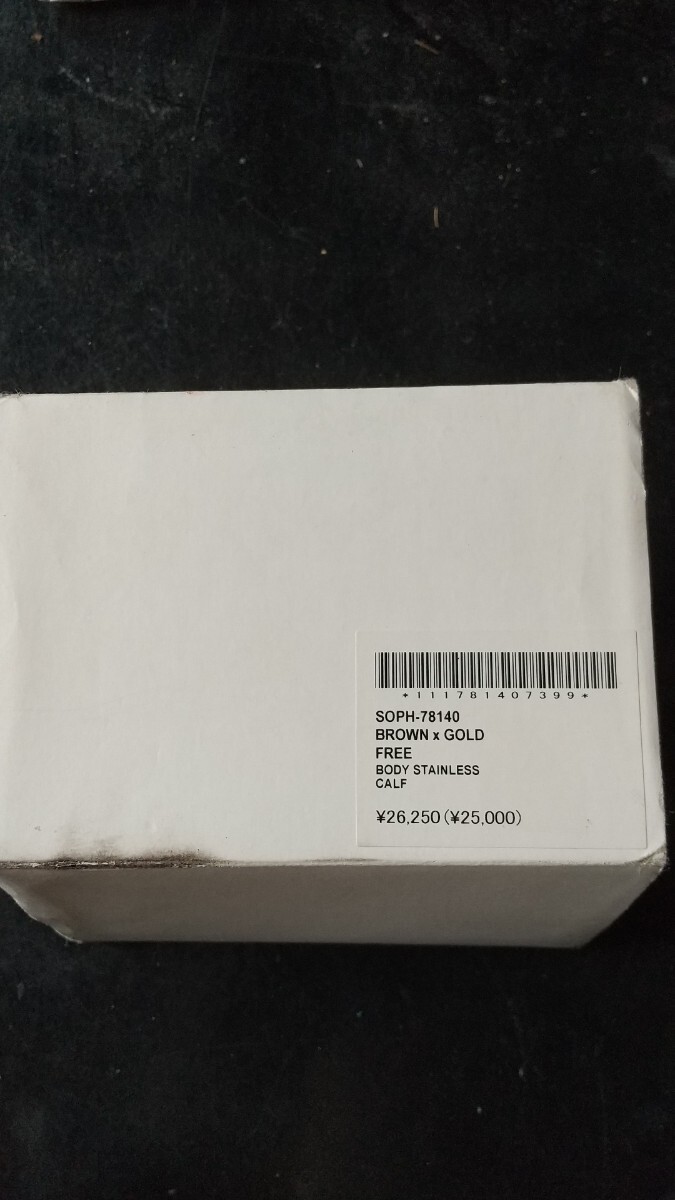 *111781407399*
SOPH-78140
BROWN x GOLD
FREE
BODY STAINLESS
CALF
¥26,250(¥25,000)